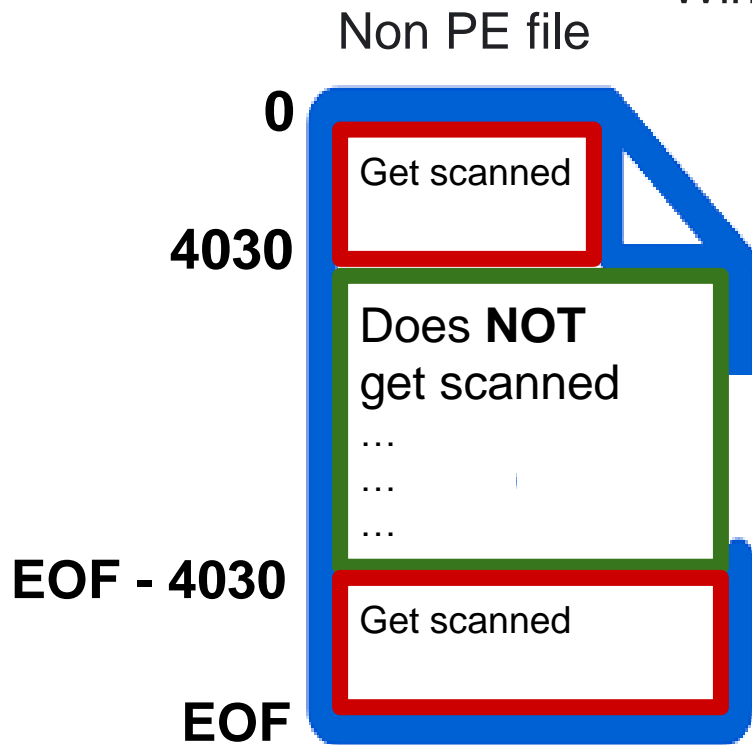 Non PE file
0
Get scanned
4030
Does NOT
get scanned
…
…
…
EOF - 4030
Get scanned
EOF